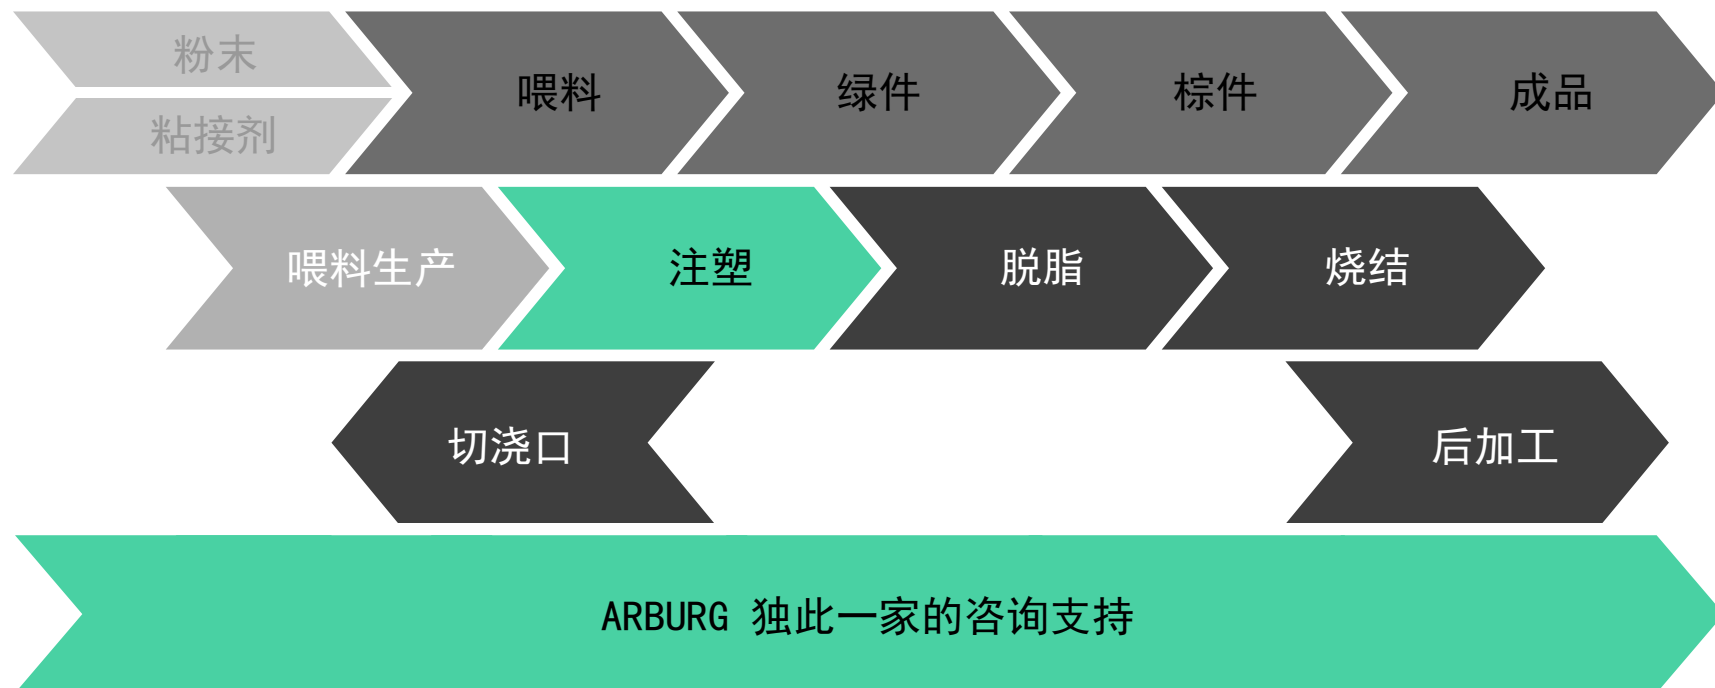 粉末
粘接剂
喂料
绿件
棕件
成品
喂料生产
注塑
脱脂
烧结
切浇口
后加工
ARBURG 独此一家的咨询支持